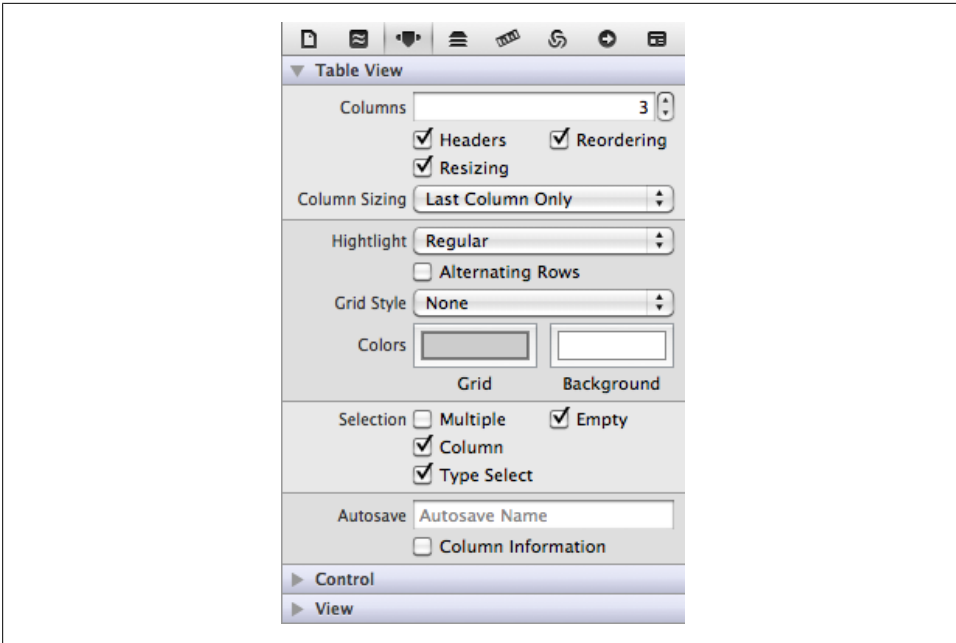 Table View
Columns 3
Headers Reordering
Resizing
Column Sizing Last Column Only
Hightlight Regular
Alternating Rows
Grid Style None
Colors
Grid Background
Selection Multiple Empty
Column
Type Select
Autosave Autosave Name
Column Information
Control
View